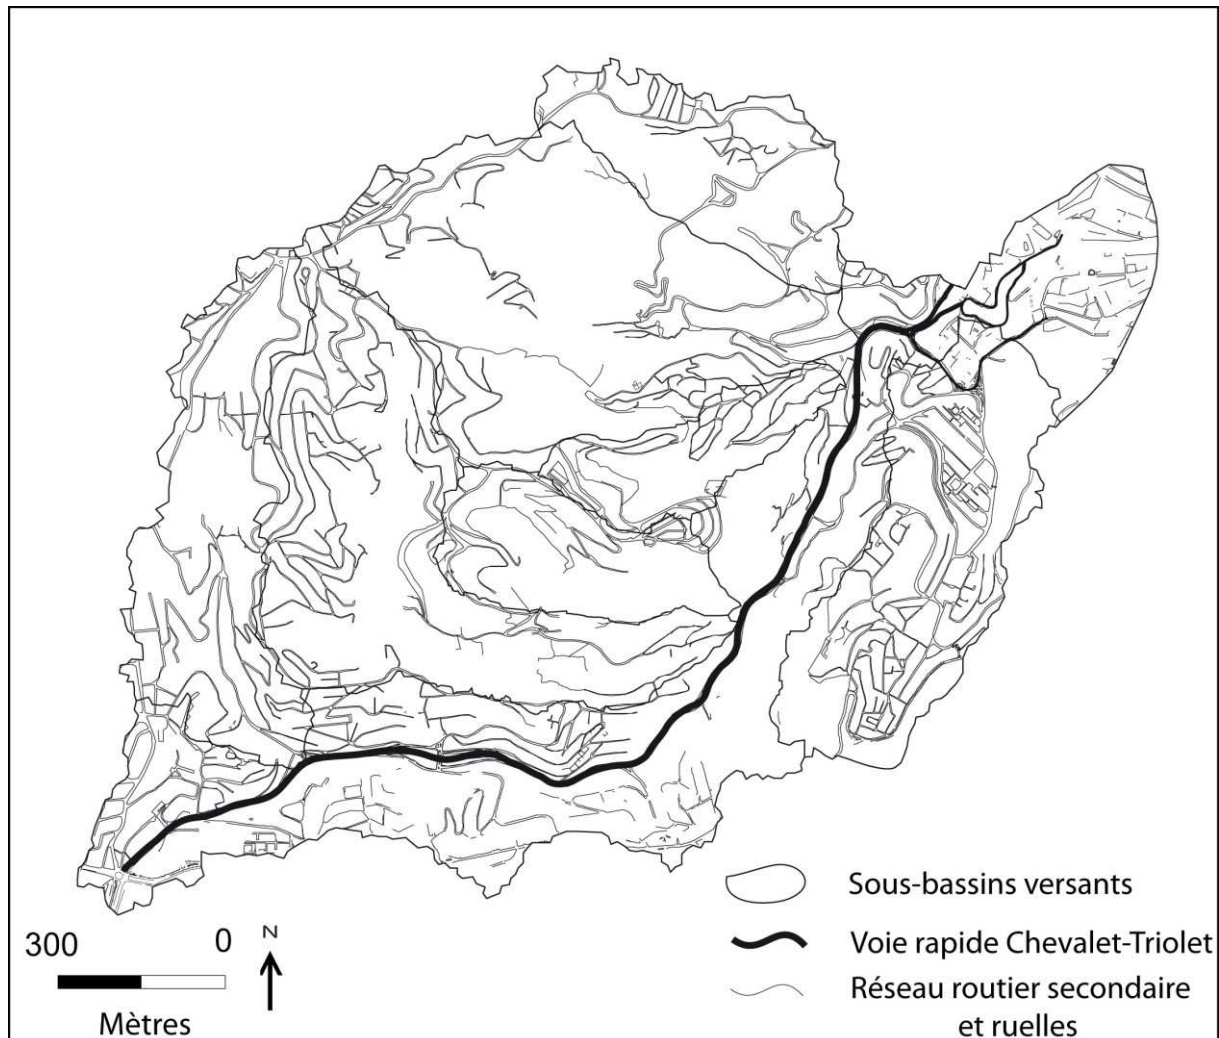 Sous-bassins versants
300 0 N
Voie rapide Chevalet-Triolet
Réseau routier secondaire
et ruelles
Mètres